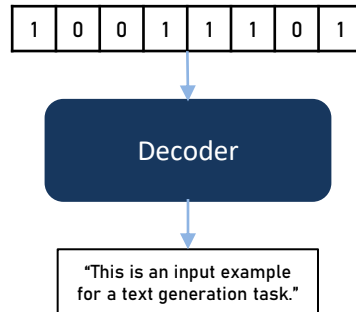 1 0 0 1 1 1 0 1
Decoder
“This is an input example
for a text generation task.”